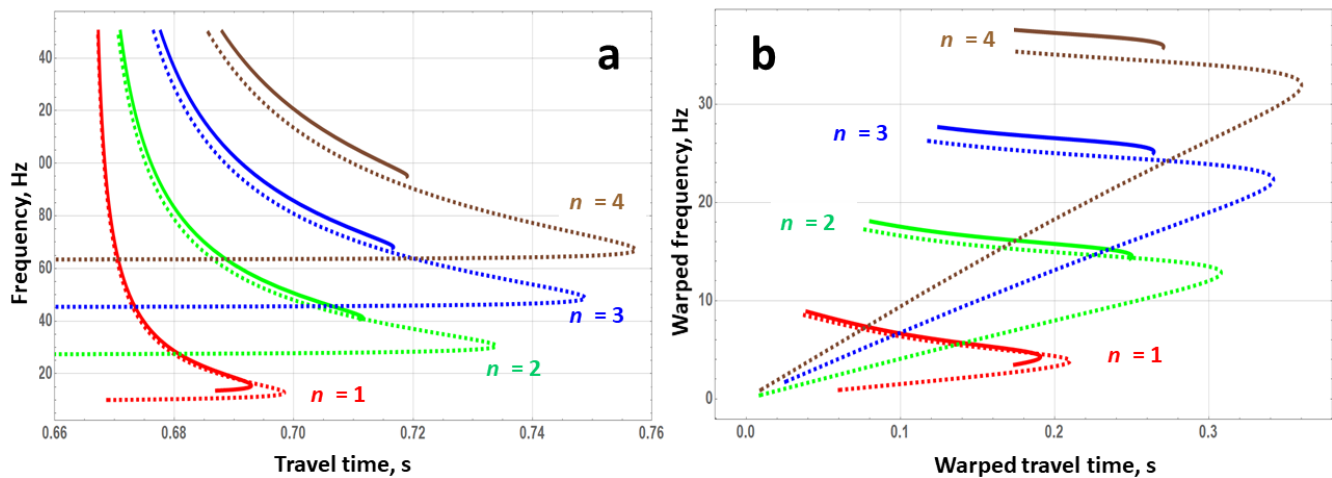 a
40
20
00
80
60
40
20
Frequency, Hz
n = 4
n = 3
n = 2
n = 1
0.66
0.68
0.70
0.72
0.74
0.76
Travel time, s
b
30
20
10
0
Warped frequency, Hz
n = 4
n = 3
n = 2
n = 1
0.0
0.1
0.2
0.3
Warped travel time, s